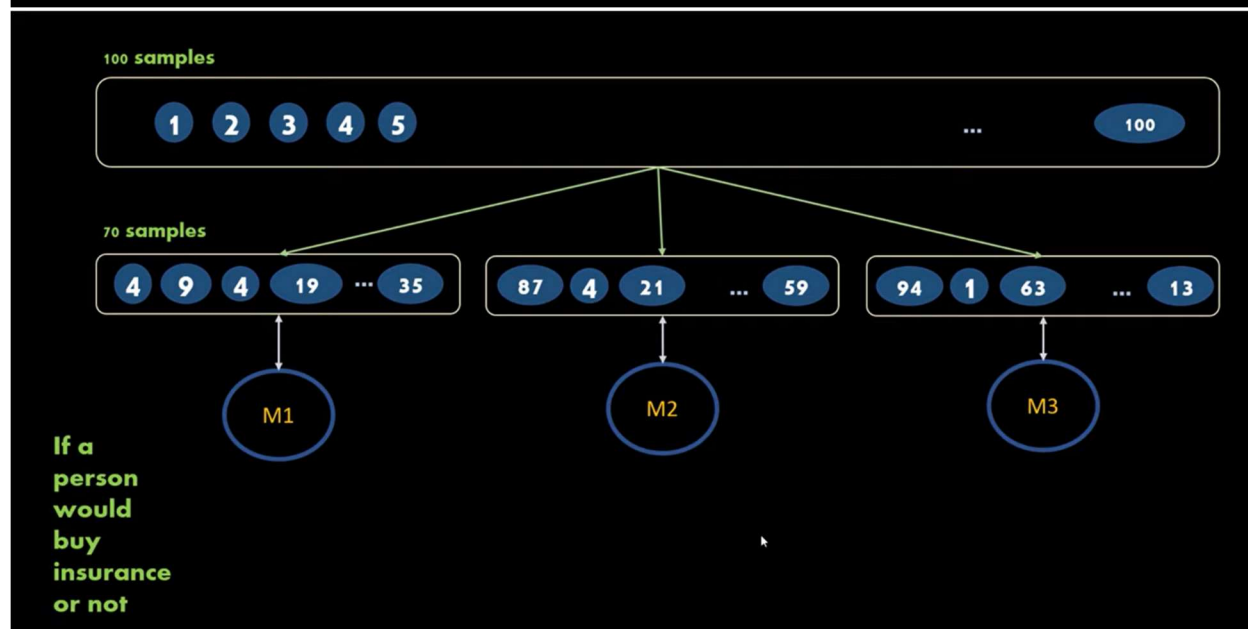 100 samples
1 2 3 4 5 ... 100
70 samples
4 9 4 19 ... 35
87 4 21 ... 59
94 1 63 ... 13
M1
M2
M3
If a
person
would
buy
insurance
or not